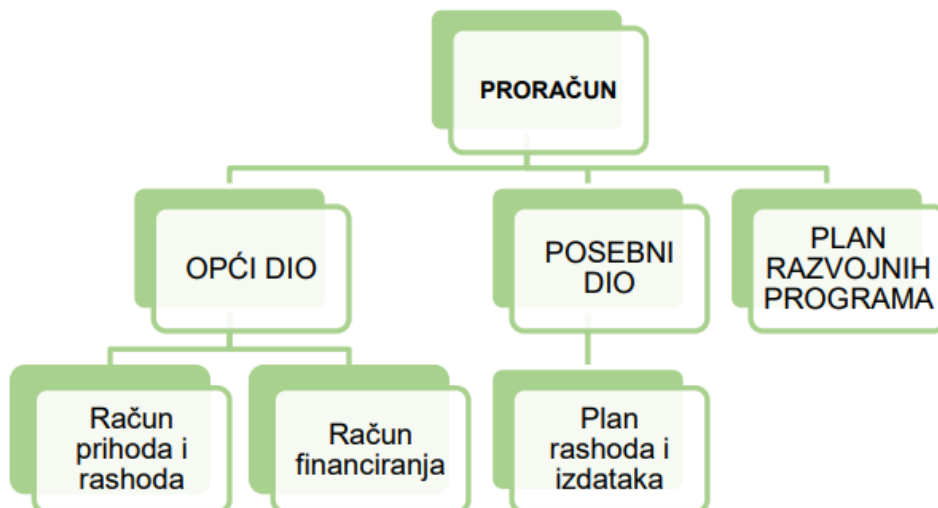 PRORAČUN
OPĆI DIO
POSEBNI
DIO
PLAN
RAZVOJNIH
PROGRAMA
Račun
prihoda i
rashoda
Račun
financiranja
Plan
rashoda i
izdataka